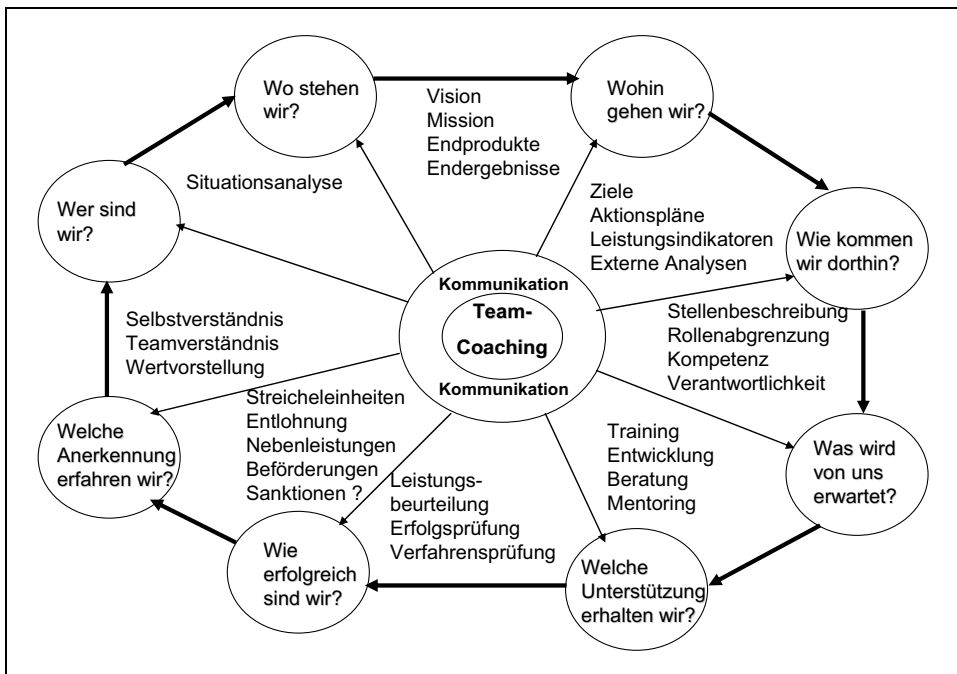 Wo stehen
wir?
Vision
Mission
Endprodukte
Endergebnisse
Wohin
gehen wir?
Situationsanalyse
Wer sind
wir?
Ziele
Aktionspläne
Leistungsindikatoren
Externe Analysen
Wie kommen
wir dorthin?
Kommunikation
Team-
Coaching
Kommunikation
Stellenbeschreibung
Rollenabgrenzung
Kompetenz
Verantwortlichkeit
Selbstverständnis
Teamverständnis
Wertvorstellung
Streicheleinheiten
Entlohnung
Nebenleistungen
Beförderungen
Sanktionen ?
Welche
Anerkennung
erfahren wir?
Leistungs-
beurteilung
Erfolgsprüfung
Verfahrensprüfung
Training
Entwicklung
Beratung
Mentoring
Was wird
von uns
erwartet?
Wie
erfolgreich
sind wir?
Welche
Unterstützung
erhalten wir?